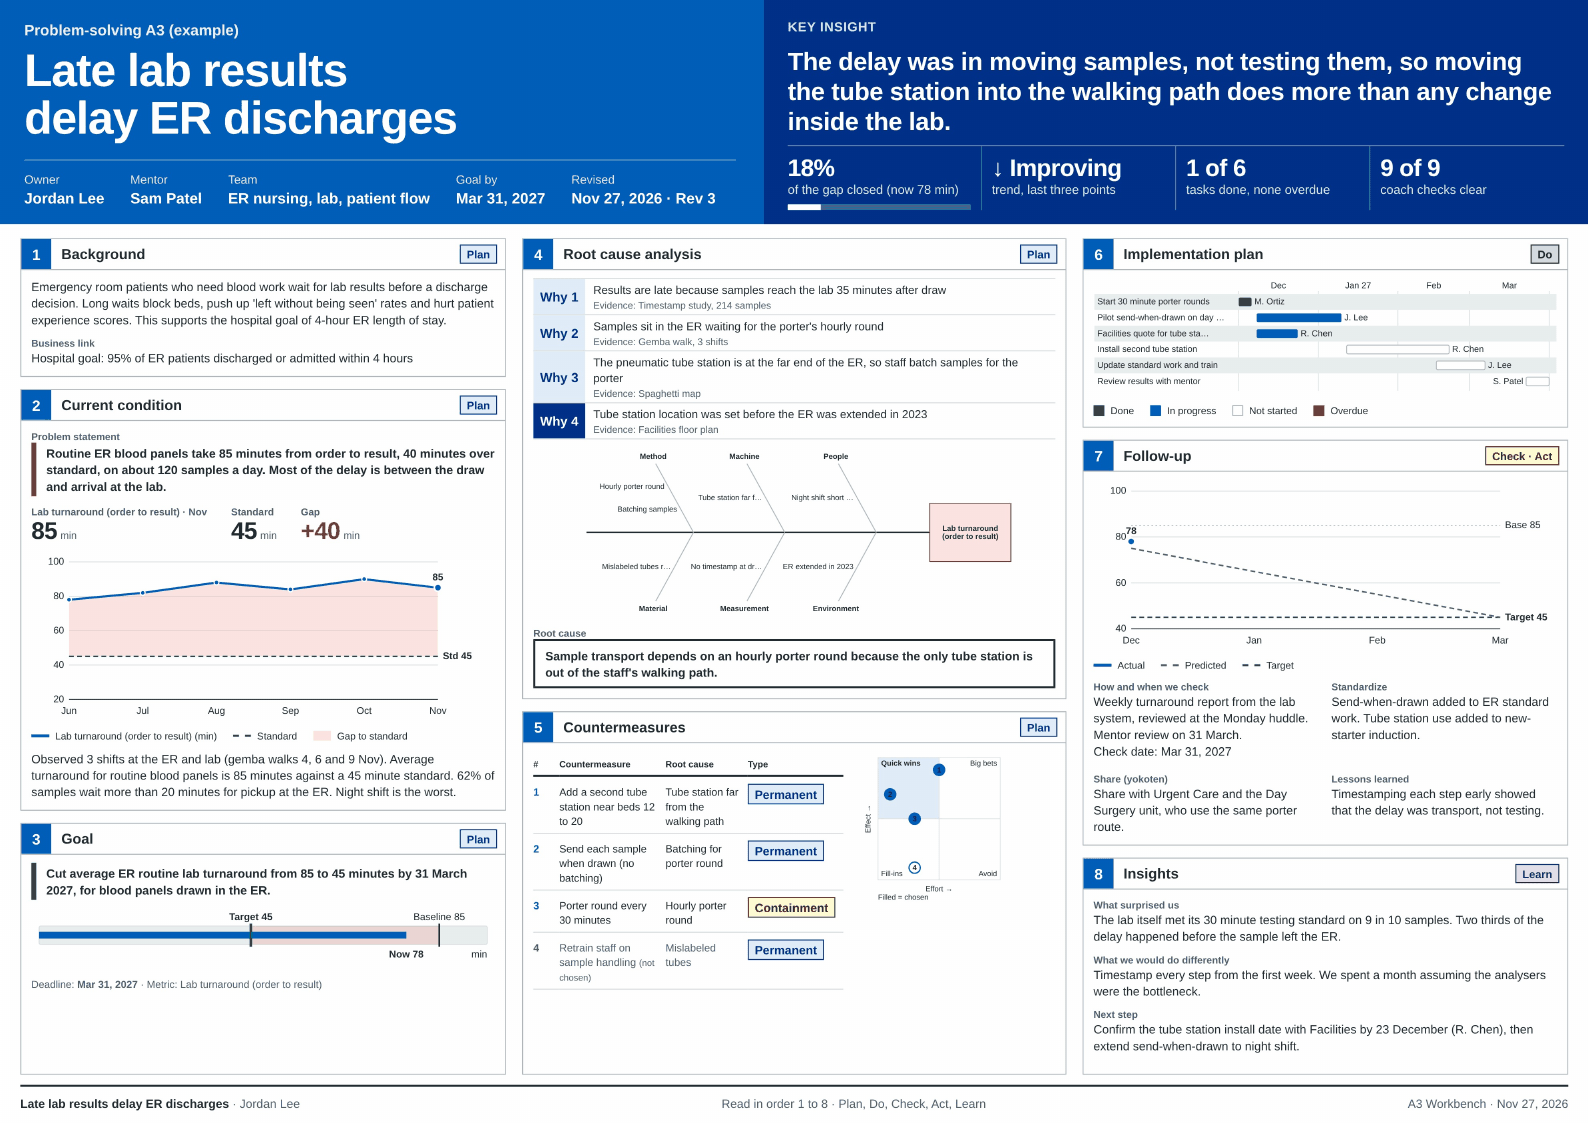 Problem-solving A3 (example)
Late lab results
delay ER discharges
Owner
Jordan Lee
Mentor
Sam Patel
Team
ER nursing, lab, patient flow
Goal by
Mar 31, 2027
Revised
Nov 27, 2026 · Rev 3
KEY INSIGHT
The delay was in moving samples, not testing them, so moving
the tube station into the walking path does more than any change
inside the lab.
18%
of the gap closed (now 78 min)
↓ Improving
trend, last three points
1 of 6
tasks done, none overdue
9 of 9
coach checks clear
1 Background Plan
Emergency room patients who need blood work wait for lab results before a discharge
decision. Long waits block beds, push up 'left without being seen' rates and hurt patient
experience scores. This supports the hospital goal of 4-hour ER length of stay.
Business link
Hospital goal: 95% of ER patients discharged or admitted within 4 hours
2 Current condition Plan
Problem statement
Routine ER blood panels take 85 minutes from order to result, 40 minutes over
standard, on about 120 samples a day. Most of the delay is between the draw
and arrival at the lab.
Lab turnaround (order to result) · Nov
85 min
Standard
45 min
Gap
+40 min
100
80
60
40
20
85
Std 45
Jun Jul Aug Sep Oct Nov
Lab turnaround (order to result) (min) Standard Gap to standard
Observed 3 shifts at the ER and lab (gemba walks 4, 6 and 9 Nov). Average
turnaround for routine blood panels is 85 minutes against a 45 minute standard. 62% of
samples wait more than 20 minutes for pickup at the ER. Night shift is the worst.
3 Goal Plan
Cut average ER routine lab turnaround from 85 to 45 minutes by 31 March
2027, for blood panels drawn in the ER.
Target 45 Baseline 85
Now 78 min
Deadline: Mar 31, 2027 · Metric: Lab turnaround (order to result)
4 Root cause analysis Plan
Why 1
Results are late because samples reach the lab 35 minutes after draw
Evidence: Timestamp study, 214 samples
Why 2
Samples sit in the ER waiting for the porter's hourly round
Evidence: Gemba walk, 3 shifts
Why 3
The pneumatic tube station is at the far end of the ER, so staff batch samples for the
porter
Evidence: Spaghetti map
Why 4
Tube station location was set before the ER was extended in 2023
Evidence: Facilities floor plan
Method Machine People
Hourly porter round
Batching samples
Tube station far f...
Night shift short ...
Lab turnaround
(order to result)
Mislabeled tubes r...
No timestamp at dr...
ER extended in 2023
Material Measurement Environment
Root cause
Sample transport depends on an hourly porter round because the only tube station is
out of the staff's walking path.
5 Countermeasures Plan
# Countermeasure Root cause Type
1
Add a second tube
station near beds 12
to 20
Tube station far
from the
walking path
Permanent
2
Send each sample
when drawn (no
batching)
Batching for
porter round
Permanent
3
Porter round every
30 minutes
Hourly porter
round
Containment
4
Retrain staff on
sample handling (not
chosen)
Mislabeled
tubes
Permanent
Quick wins Big bets
1
2
3
4
Fill-ins Avoid
Effect →
Effort →
Filled = chosen
6 Implementation plan Do
Dec Jan 27 Feb Mar
Start 30 minute porter rounds M. Ortiz
Pilot send-when-drawn on day ... J. Lee
Facilities quote for tube sta... R. Chen
Install second tube station R. Chen
Update standard work and train J. Lee
Review results with mentor S. Patel
Done In progress Not started Overdue
7 Follow-up Check · Act
100
80
60
40
78
Base 85
Target 45
Dec Jan Feb Mar
Actual Predicted Target
How and when we check
Weekly turnaround report from the lab
system, reviewed at the Monday huddle.
Mentor review on 31 March.
Check date: Mar 31, 2027
Standardize
Send-when-drawn added to ER standard
work. Tube station use added to new-
starter induction.
Share (yokoten)
Share with Urgent Care and the Day
Surgery unit, who use the same porter
route.
Lessons learned
Timestamping each step early showed
that the delay was transport, not testing.
8 Insights Learn
What surprised us
The lab itself met its 30 minute testing standard on 9 in 10 samples. Two thirds of the
delay happened before the sample left the ER.
What we would do differently
Timestamp every step from the first week. We spent a month assuming the analysers
were the bottleneck.
Next step
Confirm the tube station install date with Facilities by 23 December (R. Chen), then
extend send-when-drawn to night shift.
Late lab results delay ER discharges · Jordan Lee
Read in order 1 to 8 · Plan, Do, Check, Act, Learn
A3 Workbench · Nov 27, 2026